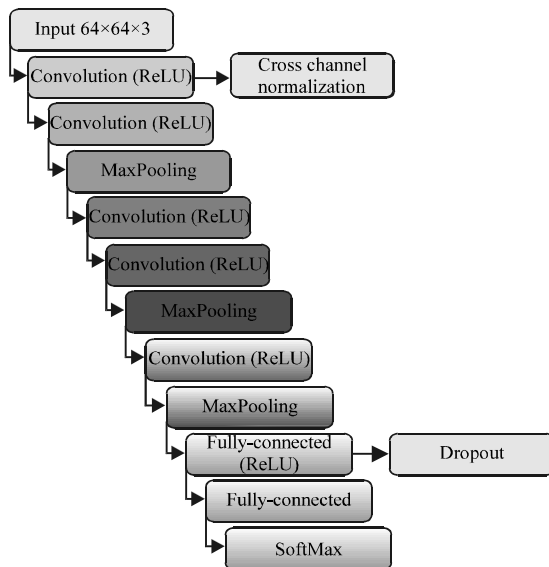 Input 64×64×3
Convolution (ReLU)
Cross channel
normalization
Convolution (ReLU)
MaxPooling
Convolution (ReLU)
Convolution (ReLU)
MaxPooling
Convolution (ReLU)
MaxPooling
Fully-connected
(ReLU)
Dropout
Fully-connected
SoftMax